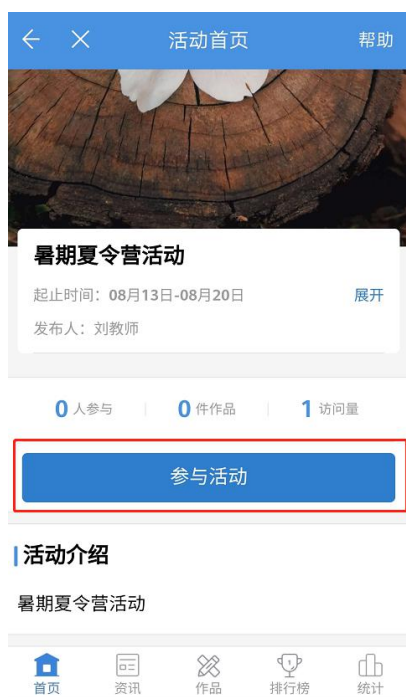 活动首页 帮助
暑期夏令营活动
起止时间：08月13日-08月20日 展开
发布人：刘教师
0人参与 0件作品 1访问量
参与活动
活动介绍
暑期夏令营活动
首页 资讯 作品 排行榜 统计